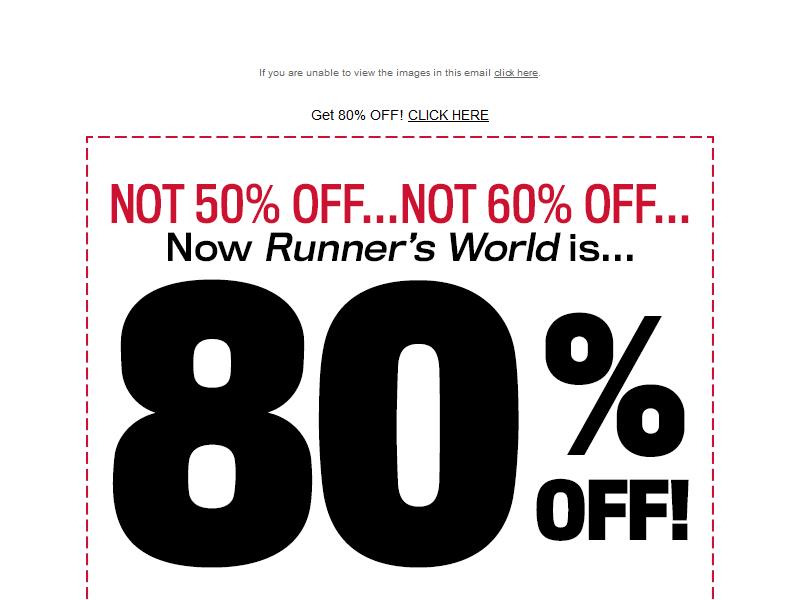 If you are unable to view the images in this email click here.
Get 80% OFF! CLICK HERE
NOT 50% OFF...NOT 60% OFF...
Now Runner's World is...
80%
OFF!